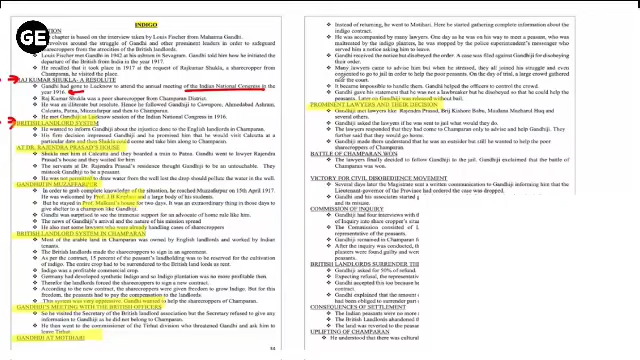 GE
INDIGO
chapter is based on the interview taken by Louis Fischer from Mahatma Gandhi.
revolves around the struggle of Gandhi and other prominent leaders in order to safeguard
sharecroppers from the atrocities of the British landlords.
Louis Fischer met Gandhi in 1942 at his ashram in Sevagram. Gandhi told him how he initiated the
departure of the British from India in the year 1917.
He recalled that it took place in 1917 at the request of Rajkumar Shukla, a sharecropper from
Champaran, he visited the place.
RAJ KUMAR SHUKLA- A RESOLUTE
Gandhi had gone to Lucknow to attend the annual meeting of the Indian National Congress in the
year 1916.
Raj Kumar Shukla was a poor sharecropper from Champaran District.
He was an illiterate but resolute. Hence he followed Gandhiji to Cawnpore, Ahmedabad Ashram,
Calcutta, Patna, Muzzafarpur and then to Champaran.
He met Gandhiji in Lucknow session of the Indian National Congress in 1916.
BRITISH LANDLORD SYSTEM
He wanted to inform Gandhiji about the injustice done to the English landlords in Champaran.
His firm decision impressed Gandhiji and he promised him that he would visit Calcutta at a
particular date and then Shukla could come and take him along to Champaran.
AT DR. RAJENDRA PRASAD'S HOUSE
Shukla met him at Calcutta and they boarded a train to Patna. Gandhi went to lawyer Rajendra
Prasad's house and they waited for him
The servants of Dr. Rajendra Prasad's resident thought Gandhiji to be an untouchable. They
mistook Gandhiji to be a peasant.
He was not permitted to draw water from the well lest the drop should pollute the water in the well.
GANDHIJI IN MUZAFFARPUR
In order to grab complete knowledge of the situation, he reached Muzaffarpur on 15th April 1917.
He was welcomed by Prof. J B Kriplani and a large body of his students.
But he stayed in Prof. Malkani's house for two days. It was an extraordinary thing in those days to
give shelter to a champion like Gandhiji.
Gandhi was surprised to see the immense support for an advocate of home rule like him.
The news of Gandhiji's arrival and the nature of his mission spread
He also met some lawyers who were already handling cases of sharecroppers
BRITISH LANDLORD SYSTEM IN CHAMPARAN
Most of the arable land in Champaran was owned by English landlords and worked by Indian
tenants.
The British landlords made the sharecroppers to sign in an agreement.
As per the contract, 15 percent of the peasant's landholding was to be reserved for the cultivation
of indigo. The entire crop had to be surrendered to the British land lords as rent.
Indigo was a profitable commercial crop.
Germany had developed synthetic Indigo and so Indigo plantation was no more profitable then.
Therefore the landlords forced the sharecroppers to sign a new contract.
According to the new contract, the sharecroppers were given freedom to grow Indigo. But for this
freedom, the peasants had to pay the compensation to the landlords
This system was very oppressive. Gandhi wanted to help the sharecroppers of Champaran.
GANDHIJI'S MEETING WITH THE BRITISH OFFICERS
So he visited the Secretary of the British landlord association but the Secretary refused to give any
information to Gandhiji as he did not belong to Champaran.
He then went to the commissioner of the Tirhut division who threatened Gandhi and ask him to
leave Tirhut.
GANDHIJI AT MOTIHARI
54
Instead of returning, he went to Motihari. Here he started gathering complete information about the
indigo contract.
He was accompanied by many lawyers. One day as he was on his way to meet a peasant, who was
maltreated by the indigo planters, he was stopped by the police superintendent's messenger who
served him a notice asking him to leave.
Gandhiji received the notice but disobeyed the order. A case was filed against Gandhiji for disobeying
their order.
Many lawyers came to advise him but when he stressed, they all joined his struggle and even
consented to go to jail in order to help the poor peasants. On the day of trial, a large crowd gathered
near the court.
It became impossible to handle them. Gandhi helped the officers to control the crowd.
Gandhi gave his statement that he was not a lawmaker but he disobeyed so that he could help the
Later on Gandhiji was released without bail.
PROMINENT LAWYERS AND THEIR DECISION
Gandhiji met lawyers like Rajendra Prasad, Brij Kishore Babu, Maulana Mazharul Huq and
several others.
Gandhiji asked the lawyers if he was sent to jail what would they do.
The lawyers responded that they had come to Champaran only to advise and help Gandhiji. They
further said that they would go home.
Gandhiji made them understand that he was an outsider but still wanted to help the poor
sharecroppers of Champaran.
BATTLE OF CHAMPARAN WON
The lawyers finally decided to follow Gandhiji to the jail. Gandhiji exclaimed that the battle of
Champaran was won.
VICTORY FOR CIVIL DISOBEDIENCE MOVEMENT
Several days later the Magistrate sent a written communication to Gandhiji informing him that the
Lieutenant-governor of the Province had ordered the case was dropped.
Gandhi and his associates started
and its misuse.
COMMISSION OF INQUIRY
Gandhiji had four interviews with
of Inquiry into share cropper's
The Commission consisted of
representative of the peasants.
Gandhiji remained in Champaran
After the inquiry was conducted,
planters were found guilty and were
peasants.
BRITISH LANDLORDS SURRENDER
Gandhiji asked for 50% of refund.
Expecting refusal, the representative
Gandhi accepted this too because
contract.
Gandhi explained that the amount
had been obliged to surrender part
of money.
CONSEQUENCES OF SETTLEMENT
The Indian peasants were no more
The British Landlords abandoned
The land was reverted to the peasants
UPLIFTING OF CHAMPARAN
He understood that there was cultural